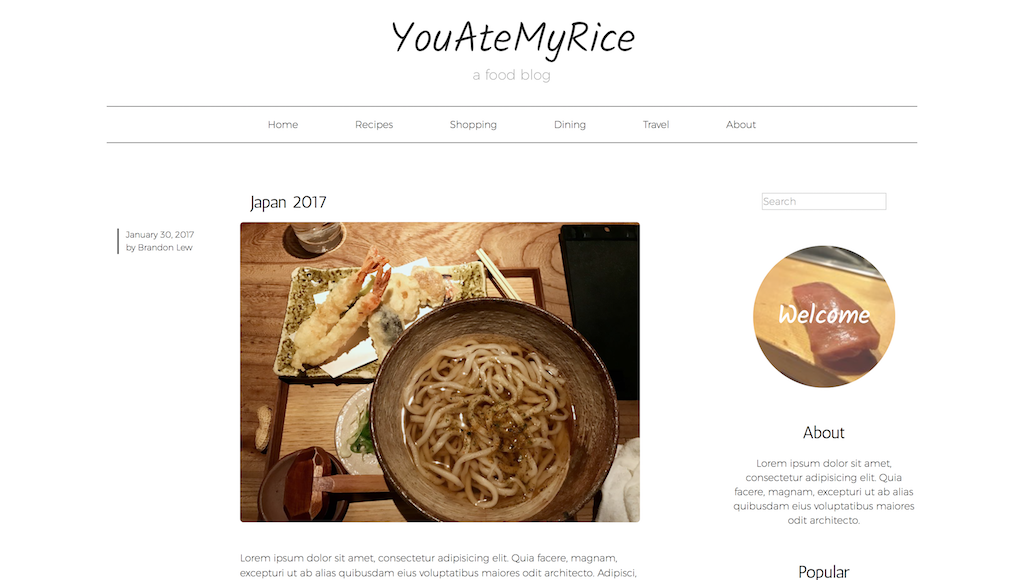 YouAteMyRice
a food blog
Home Recipes Shopping Dining Travel About
Japan 2017
January 30, 2017
by Brandon Lew
Lorem ipsum dolor sit amet, consectetur adipisicing elit. Quia facere, magnam,
excepturi ut ab alias quibusdam eius voluptatibus maiores odit architecto. Adipisci,
Search
Welcome
About
Lorem ipsum dolor sit amet,
consectetur adipisicing elit. Quia
facere, magnam, excepturi ut ab alias
quibusdam eius voluptatibus maiores
odit architecto.
Popular